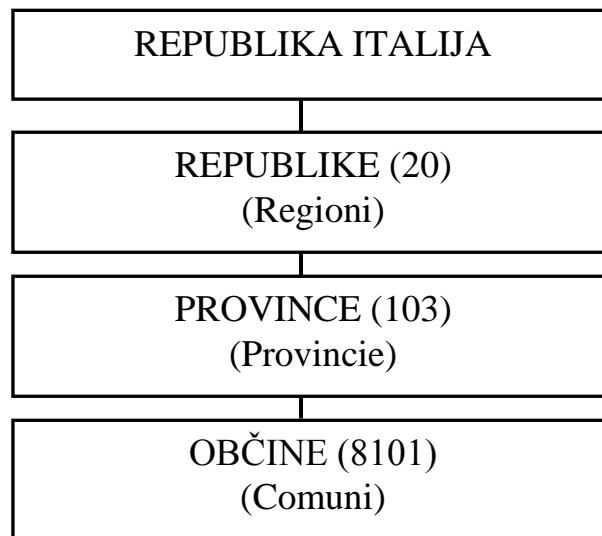 REPUBLIKA ITALIJA
REPUBLIKE (20)
(Regioni)
PROVINCE (103)
(Provincie)
OBČINE (8101)
(Comuni)